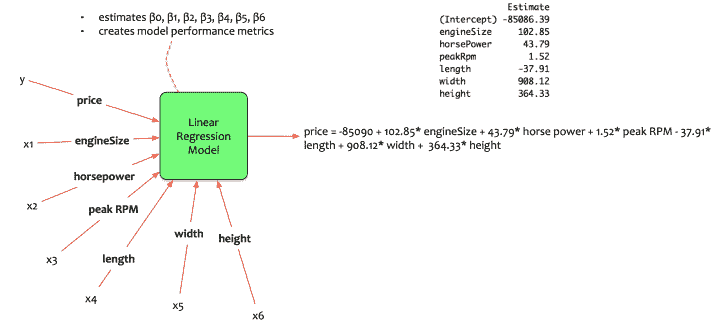 - estimates β0, β1, β2, β3, β4, β5, β6
- creates model performance metrics
Estimate
(Intercept) -85086.39
engineSize 102.85
horsePower 43.79
peakRpm 1.52
length -37.91
width 908.12
height 364.33
y
price
x1
engineSize
horsepower
x2
peak RPM
x3
length
x4
width
x5
height
x6
Linear
Regression
Model
price = -85090 + 102.85* engineSize + 43.79* horse power + 1.52* peak RPM - 37.91*
length + 908.12* width + 364.33* height